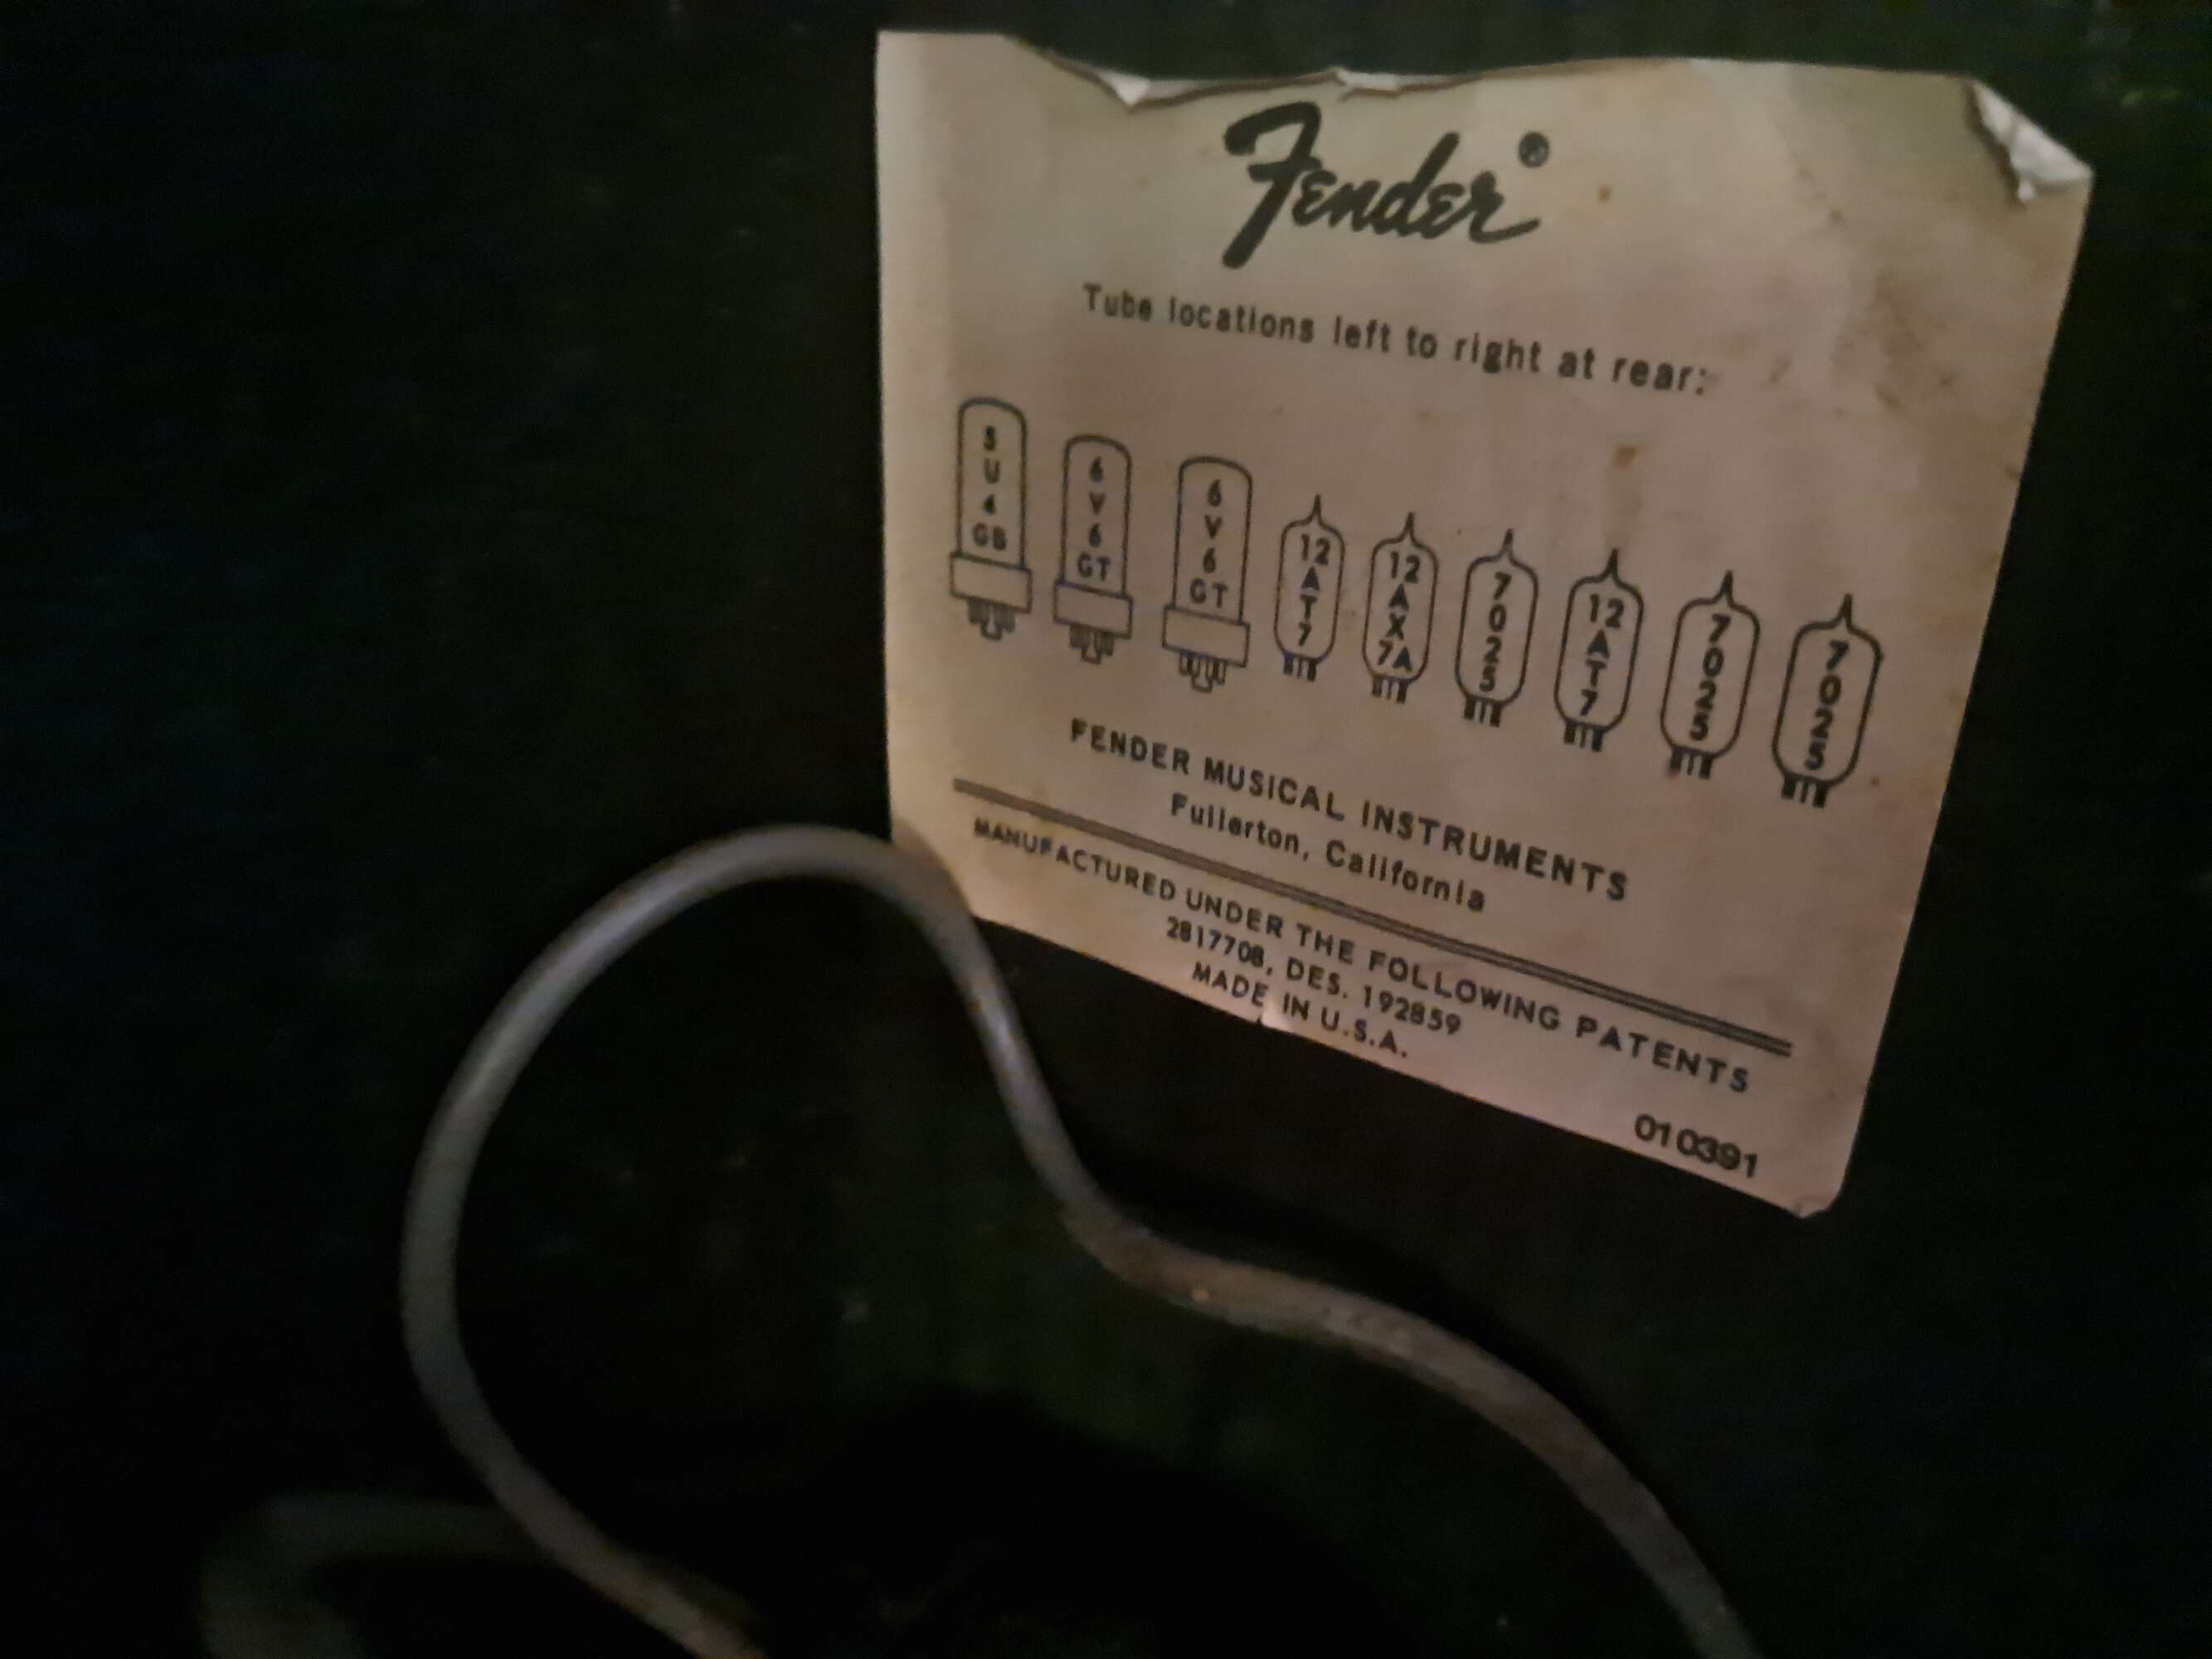 Fender®
Tube locations left to right at rear:
5U4GB 6V6GT 6V6GT 12AT7 12AX7A 7025 12AT7 7025 7025
FENDER MUSICAL INSTRUMENTS
Fullerton, California
MANUFACTURED UNDER THE FOLLOWING PATENTS
2817708, DES. 192859
MADE IN U.S.A.
010391